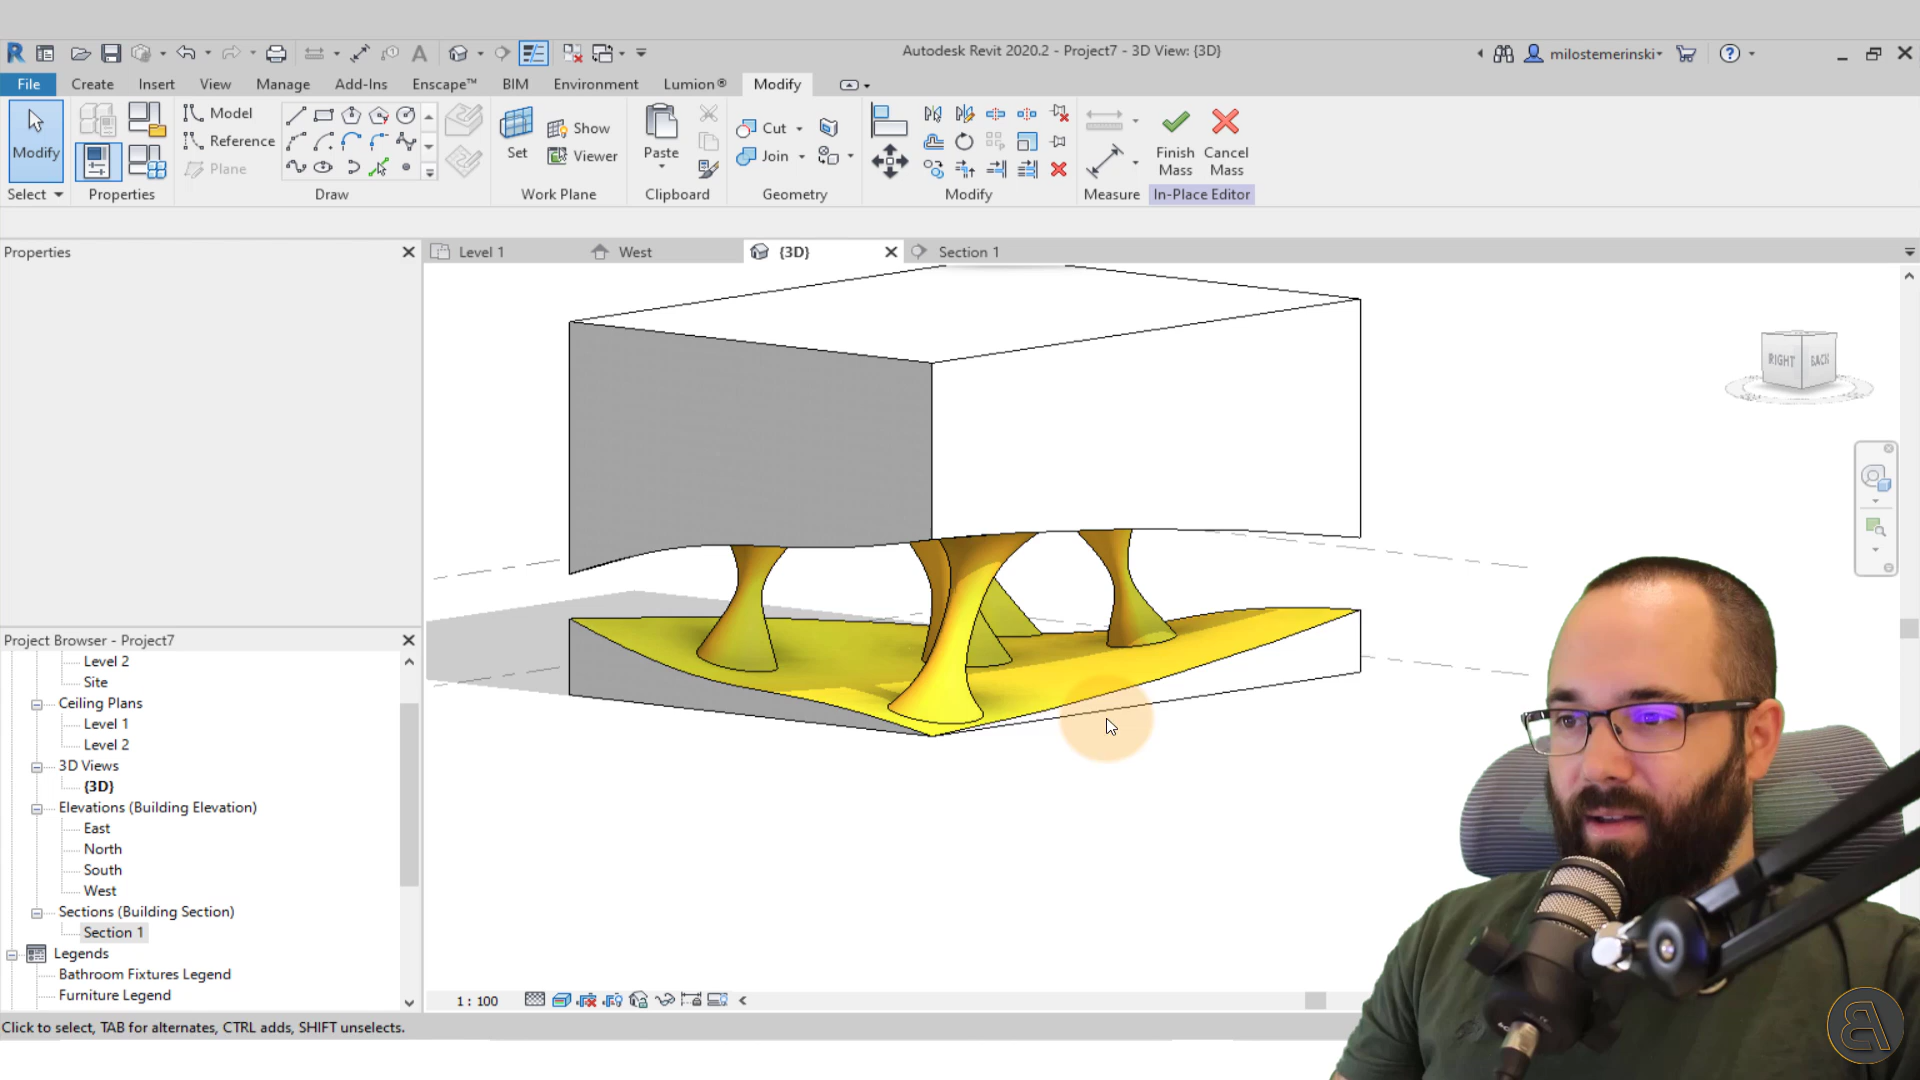 Autodesk Revit 2020.2 - Project7 - 3D View: {3D}
milostemerinski
File Create Insert View Manage Add-Ins Enscape™ BIM Environment Lumion® Modify
Modify
Model
Reference
Plane
Set
Show
Viewer
Paste
Cut
Join
Finish Mass
Cancel Mass
Select Properties Draw Work Plane Clipboard Geometry Modify Measure In-Place Editor
Properties
Level 1
West
{3D}
Section 1
RIGHT BACK
Project Browser - Project7
Level 2
Site
Ceiling Plans
Level 1
Level 2
3D Views
{3D}
Elevations (Building Elevation)
East
North
South
West
Sections (Building Section)
Section 1
Legends
Bathroom Fixtures Legend
Furniture Legend
1 : 100
Click to select, TAB for alternates, CTRL adds, SHIFT unselects.